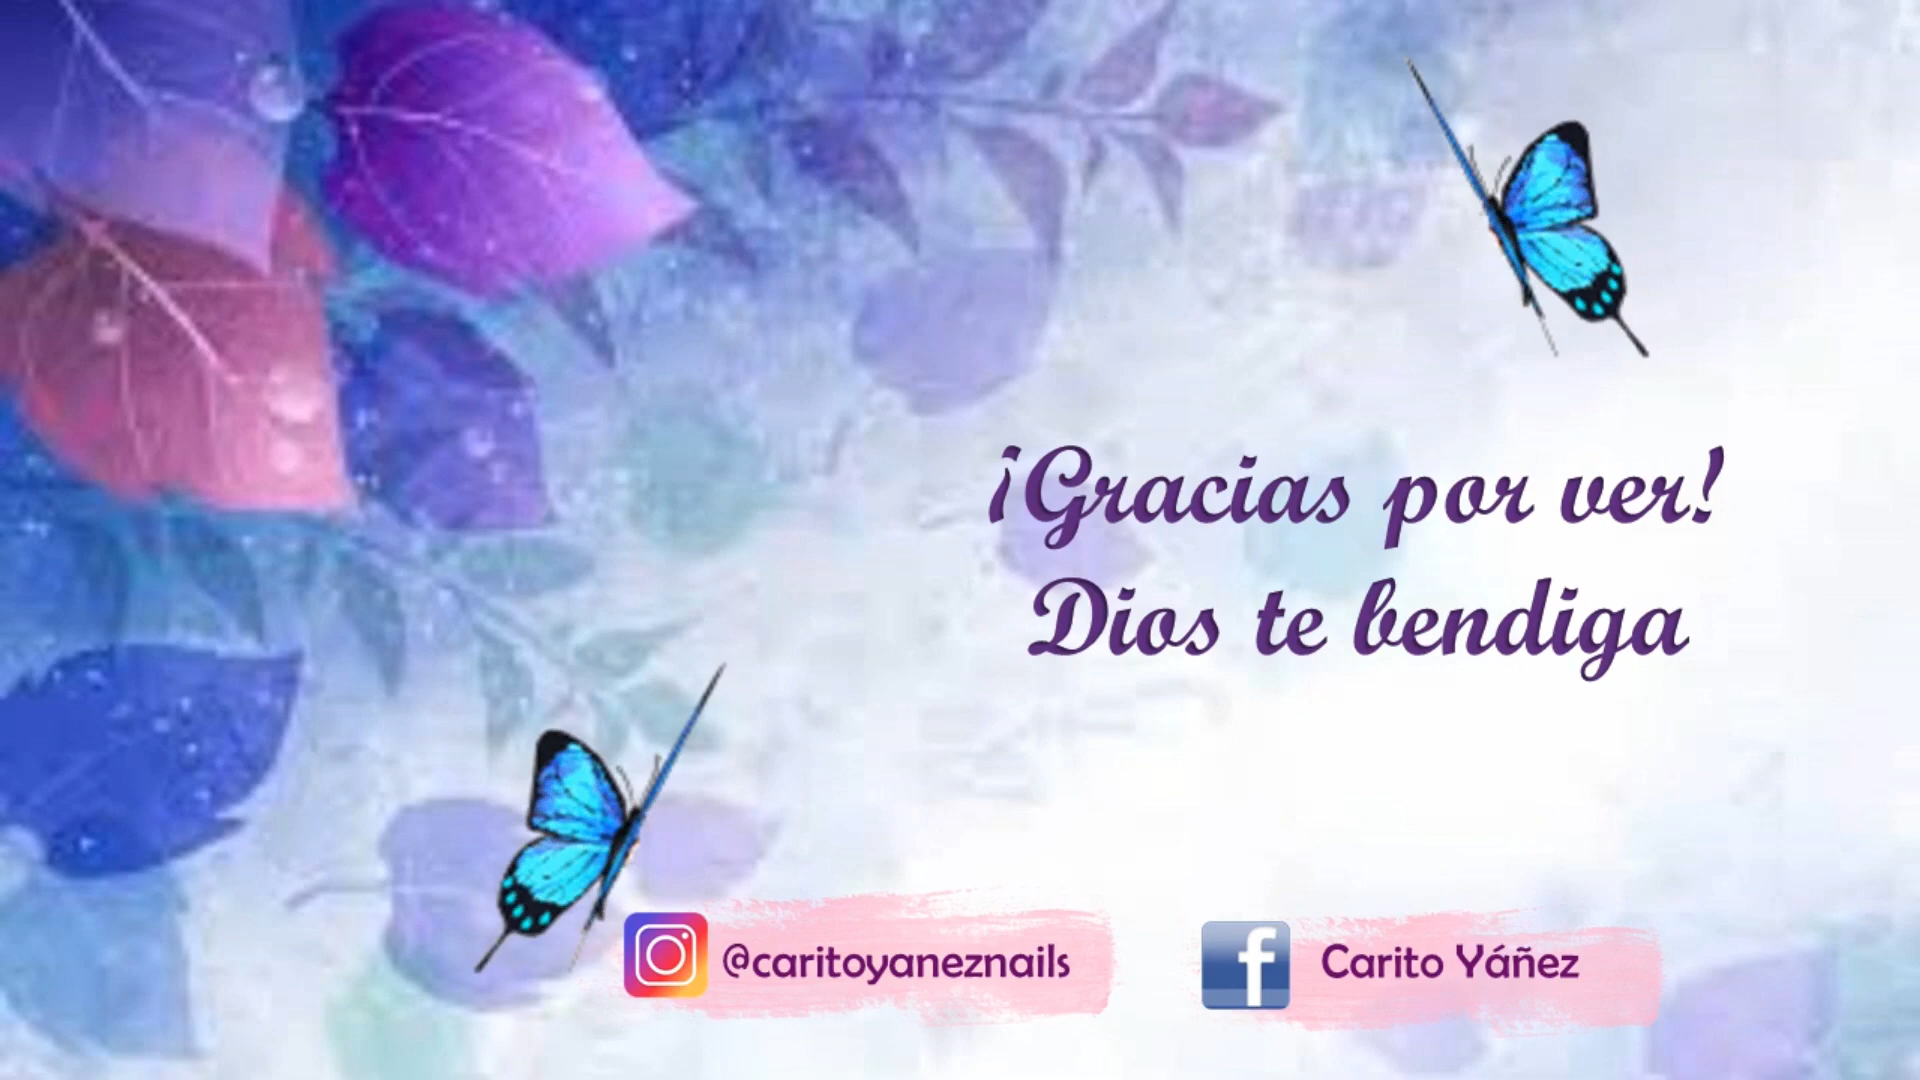 ¡Gracias por ver!
Dios te bendiga
@caritoyaneznails
Carito Yáñez